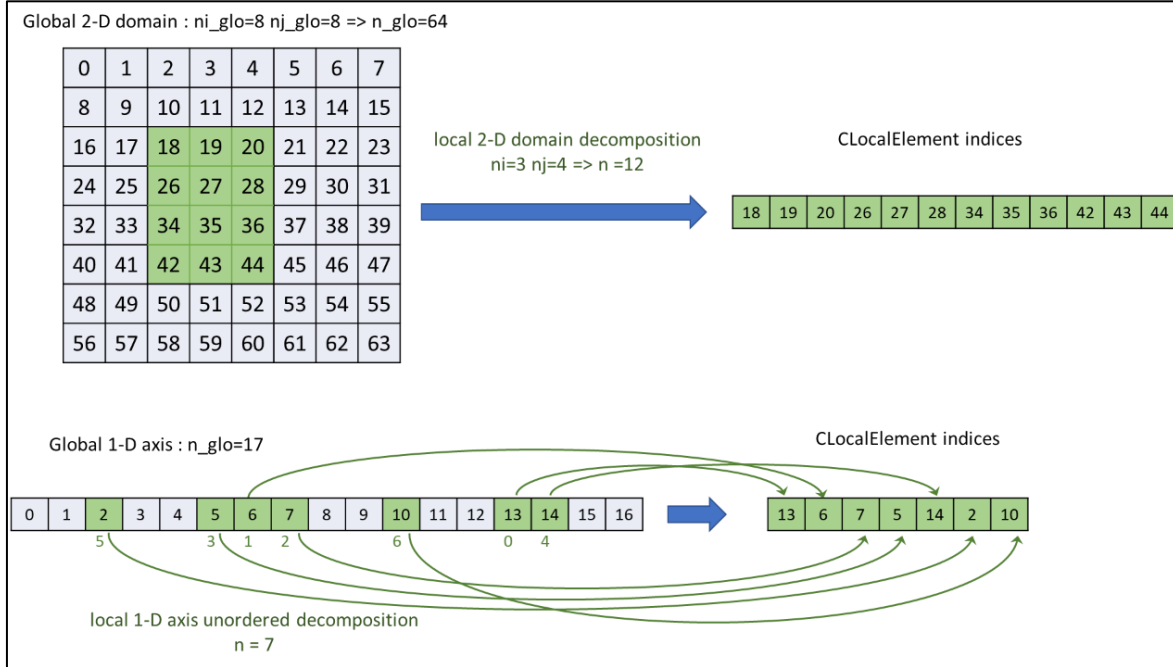 Global 2-D domain : ni_glo=8 nj_glo=8 => n_glo=64
0 1 2 3 4 5 6 7
8 9 10 11 12 13 14 15
16 17 18 19 20 21 22 23
24 25 26 27 28 29 30 31
32 33 34 35 36 37 38 39
40 41 42 43 44 45 46 47
48 49 50 51 52 53 54 55
56 57 58 59 60 61 62 63
local 2-D domain decomposition
ni=3 nj=4 => n =12
CLocalElement indices
18 19 20 26 27 28 34 35 36 42 43 44
Global 1-D axis : n_glo=17
0 1 2 3 4 5 6 7 8 9 10 11 12 13 14 15 16
5 3 1 2 6 0 4
local 1-D axis unordered decomposition
n = 7
CLocalElement indices
13 6 7 5 14 2 10